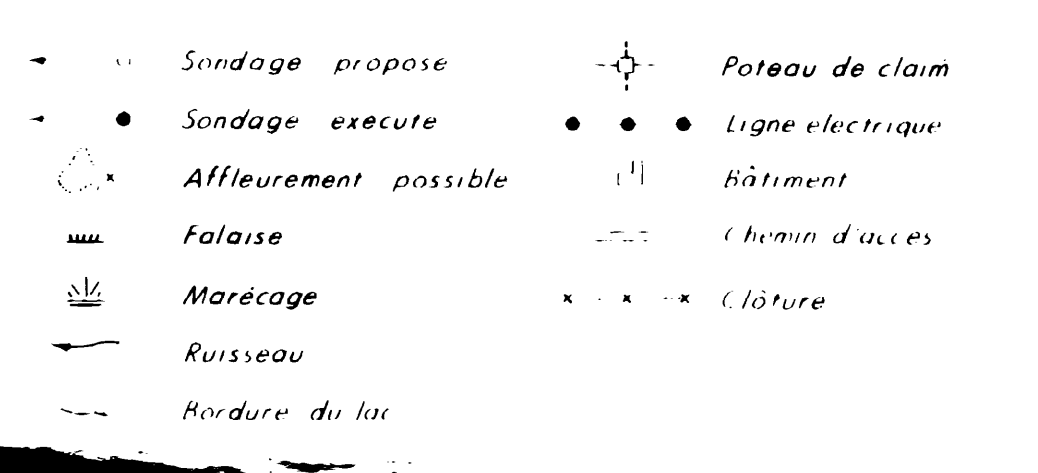 Sondage propose
Sondage execute
Affleurement possible
Falaise
Marécage
Ruisseau
Bordure du lac
Poteau de claim
Ligne electrique
Bâtiment
Chemin d'acces
Clôture